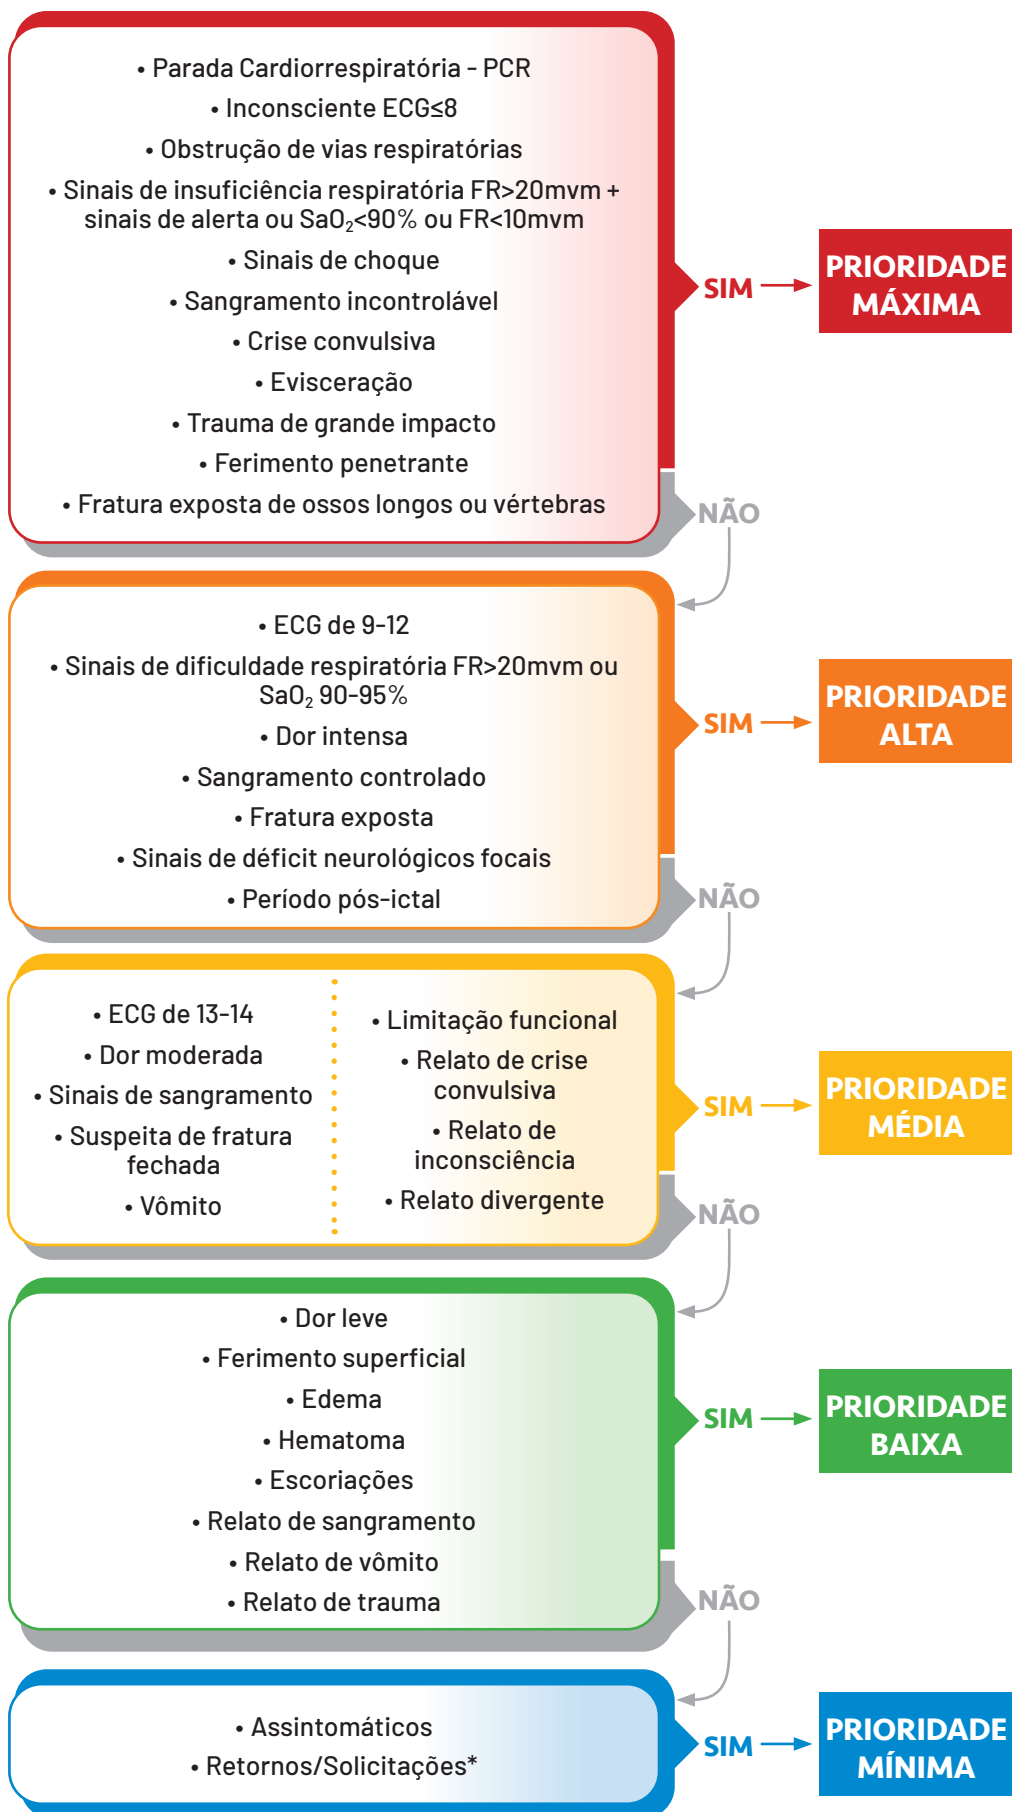 • Parada Cardiorrespiratória - PCR
• Inconsciente ECG≤8
• Obstrução de vias respiratórias
• Sinais de insuficiência respiratória FR>20mvm +
sinais de alerta ou SaO₂<90% ou FR<10mvm
• Sinais de choque
• Sangramento incontrolável
• Crise convulsiva
• Evisceração
• Trauma de grande impacto
• Ferimento penetrante
• Fratura exposta de ossos longos ou vértebras
SIM
PRIORIDADE
MÁXIMA
NÃO
• ECG de 9-12
• Sinais de dificuldade respiratória FR>20mvm ou
SaO₂ 90-95%
• Dor intensa
• Sangramento controlado
• Fratura exposta
• Sinais de déficit neurológicos focais
• Período pós-ictal
SIM
PRIORIDADE
ALTA
NÃO
• ECG de 13-14
• Dor moderada
• Sinais de sangramento
• Suspeita de fratura
fechada
• Vômito
• Limitação funcional
• Relato de crise
convulsiva
• Relato de
inconsciência
• Relato divergente
SIM
PRIORIDADE
MÉDIA
NÃO
• Dor leve
• Ferimento superficial
• Edema
• Hematoma
• Escoriações
• Relato de sangramento
• Relato de vômito
• Relato de trauma
SIM
PRIORIDADE
BAIXA
NÃO
• Assintomáticos
• Retornos/Solicitações*
SIM
PRIORIDADE
MÍNIMA